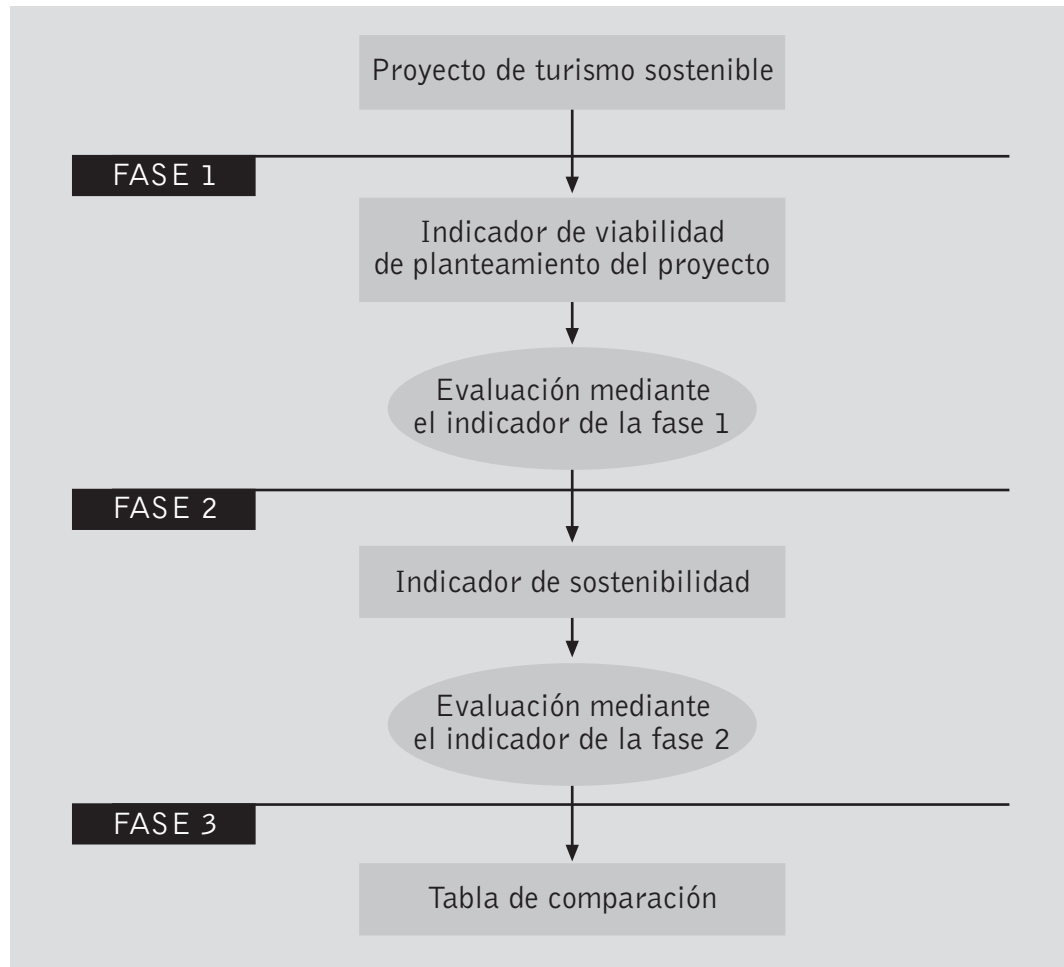 Proyecto de turismo sostenible
FASE 1
Indicador de viabilidad
de planteamiento del proyecto
Evaluación mediante
el indicador de la fase 1
FASE 2
Indicador de sostenibilidad
Evaluación mediante
el indicador de la fase 2
FASE 3
Tabla de comparación